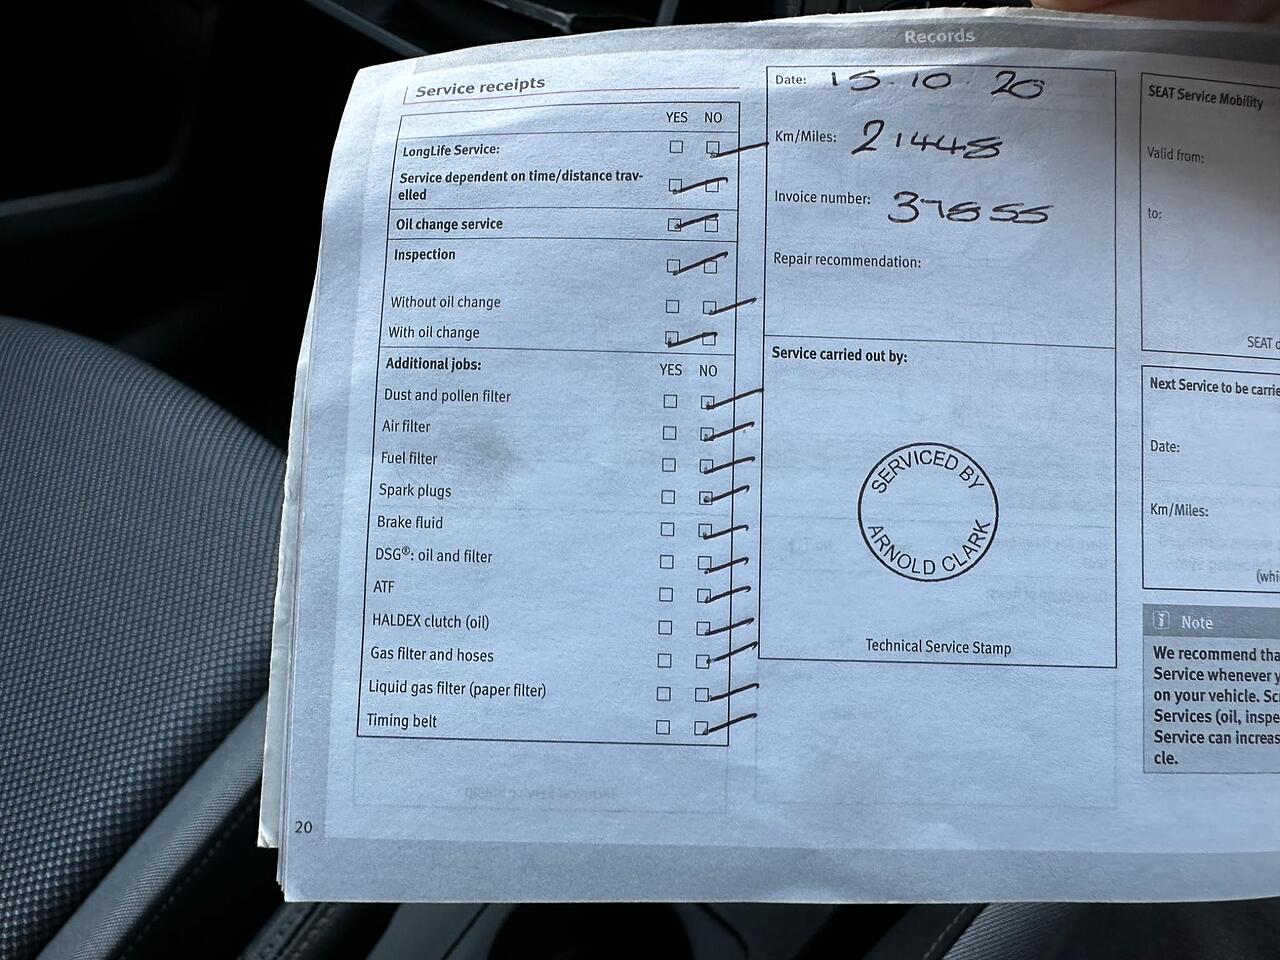 Records
Service receipts
YES NO
LongLife Service:
Service dependent on time/distance trav-
elled
Oil change service
Inspection
Without oil change
With oil change
Additional jobs: YES NO
Dust and pollen filter
Air filter
Fuel filter
Spark plugs
Brake fluid
DSG®: oil and filter
ATF
HALDEX clutch (oil)
Gas filter and hoses
Liquid gas filter (paper filter)
Timing belt
20
Date: 15.10 20
Km/Miles: 21448
Invoice number: 37855
Repair recommendation:
Service carried out by:
SERVICED BY
ARNOLD CLARK
Technical Service Stamp
SEAT Service Mobility
Valid from:
to:
SEAT
Next Service to be carrie
Date:
Km/Miles:
(whi
i Note
We recommend tha
Service whenever y
on your vehicle. Sc
Services (oil, inspe
Service can increas
cle.